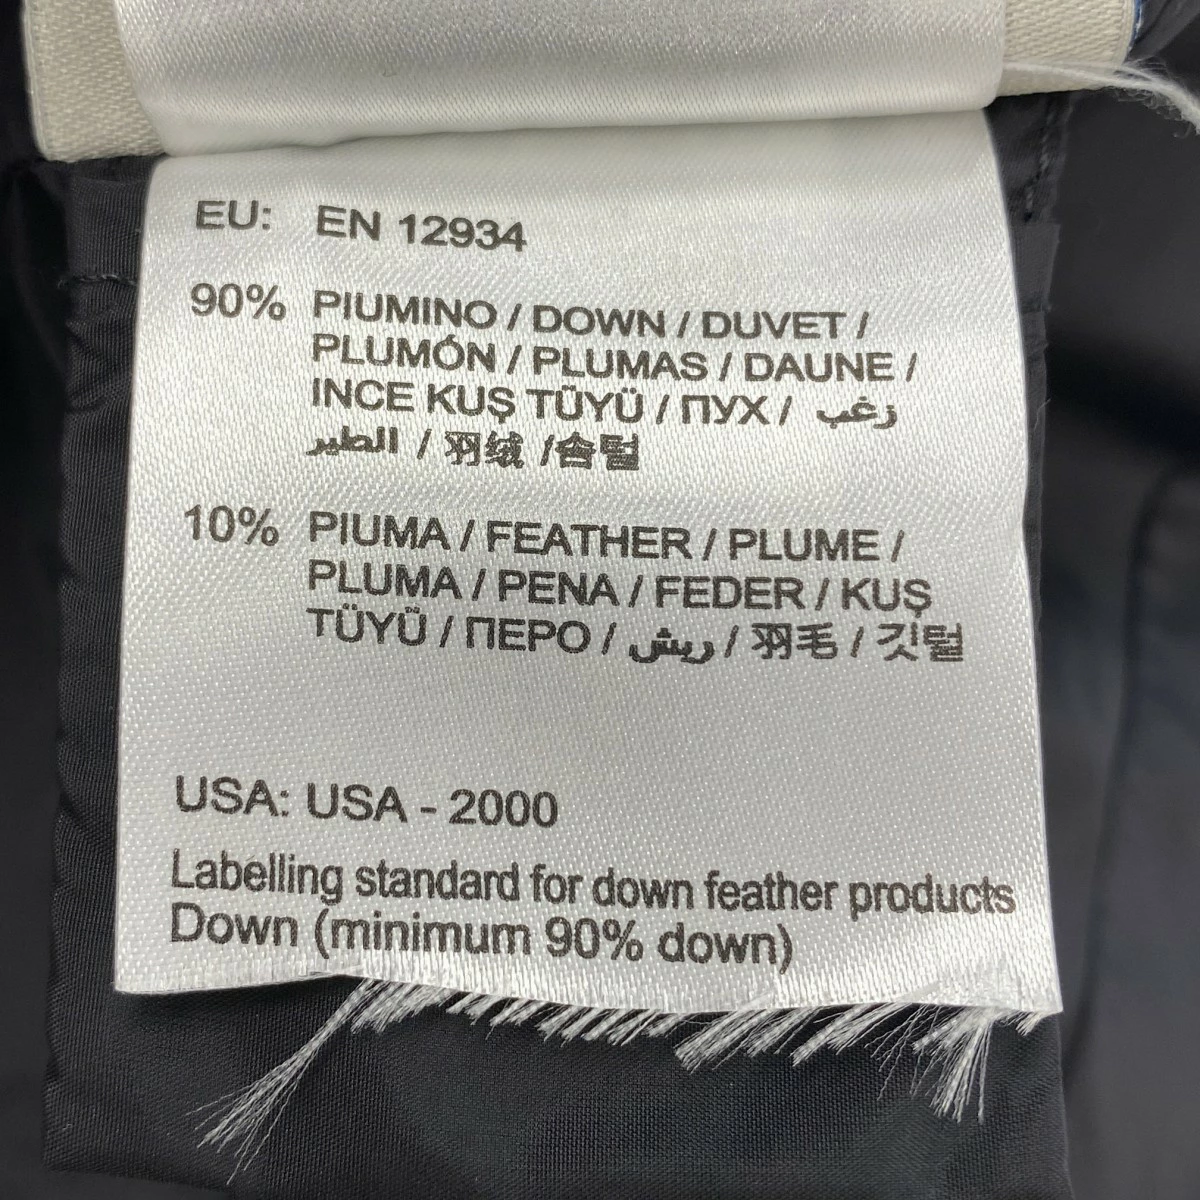 EU: EN 12934
90% PIUMINO / DOWN / DUVET /
PLUMÓN / PLUMAS / DAUNE /
INCE KUŞ TÜYÜ / ПУХ / زغب
الطير / 羽绒 /솜털
10% PIUMA / FEATHER / PLUME /
PLUMA / PENA / FEDER / KUŞ
TÜYÜ / ПЕРО / ريش / 羽毛 / 깃털
USA: USA - 2000
Labelling standard for down feather products
Down (minimum 90% down)